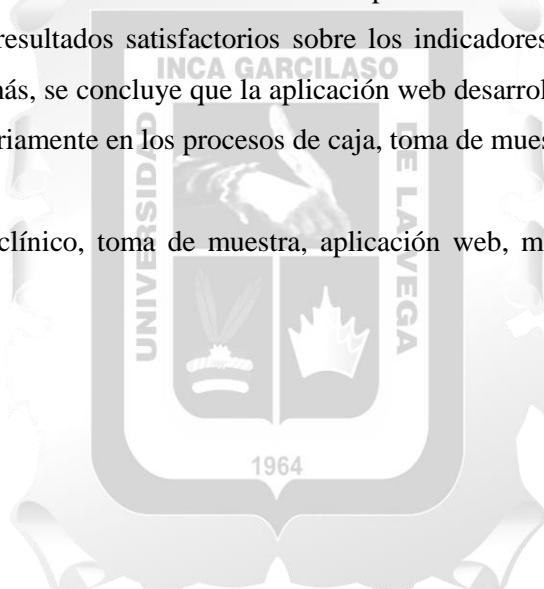 resultados satisfactorios sobre los indicadores
INCA GARCILASO
más, se concluye que la aplicación web desarrol
riamente en los procesos de caja, toma de mues
UNIVERSIDAD
DE LA VEGA
clínico, toma de muestra, aplicación web, m
1964